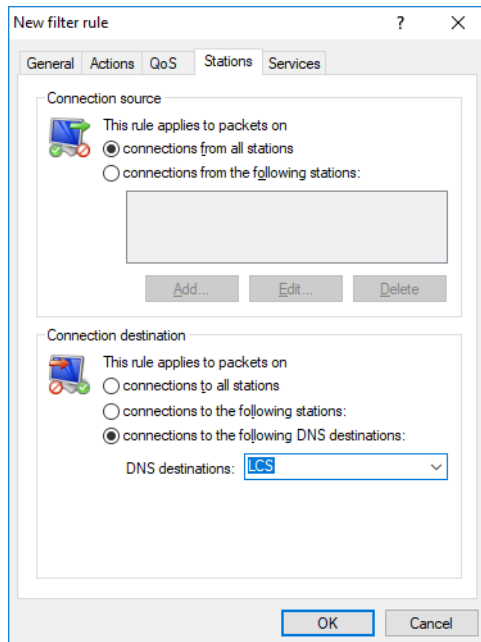 New filter rule ? ×
General Actions QoS Stations Services
Connection source
This rule applies to packets on
connections from all stations
connections from the following stations:
Add... Edit... Delete
Connection destination
This rule applies to packets on
connections to all stations
connections to the following stations:
connections to the following DNS destinations:
DNS destinations: LCS
OK Cancel